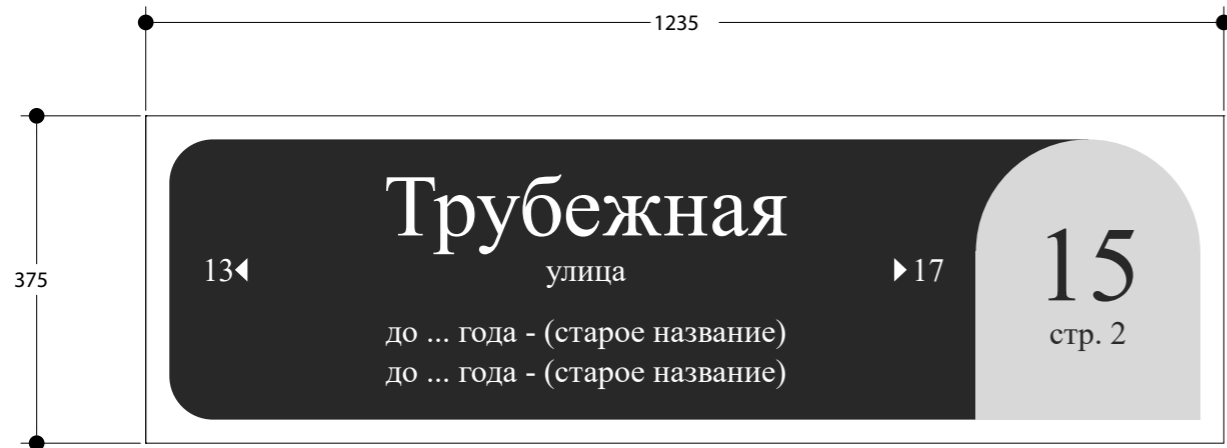 1235
375
Трубежная
13◀ улица ▶17
до ... года - (старое название)
до ... года - (старое название)
15
стр. 2